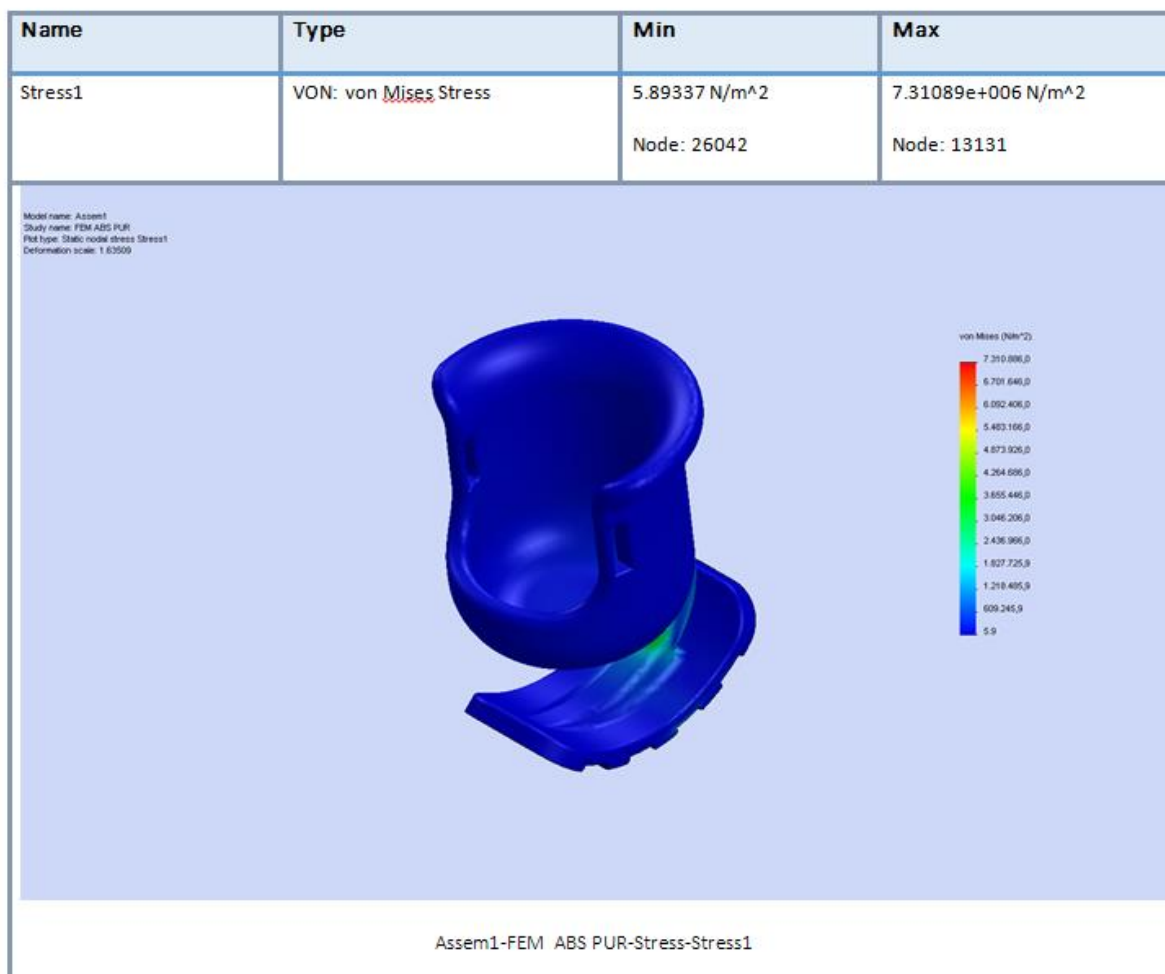 Name Type Min Max
Stress1 VON: von Mises Stress 5.89337 N/m^2 7.31089e+006 N/m^2
Node: 26042 Node: 13131
Model name: Assem1
Study name: FEM ABS PUR
Plot type: Static nodal stress Stress1
Deformation scale: 1.63509
von Mises (N/m^2)
7.310.886,0
6.701.646,0
6.092.406,0
5.483.166,0
4.873.926,0
4.264.686,0
3.655.446,0
3.046.206,0
2.436.966,0
1.827.725,9
1.218.485,9
609.245,9
5.9
Assem1-FEM ABS PUR-Stress-Stress1